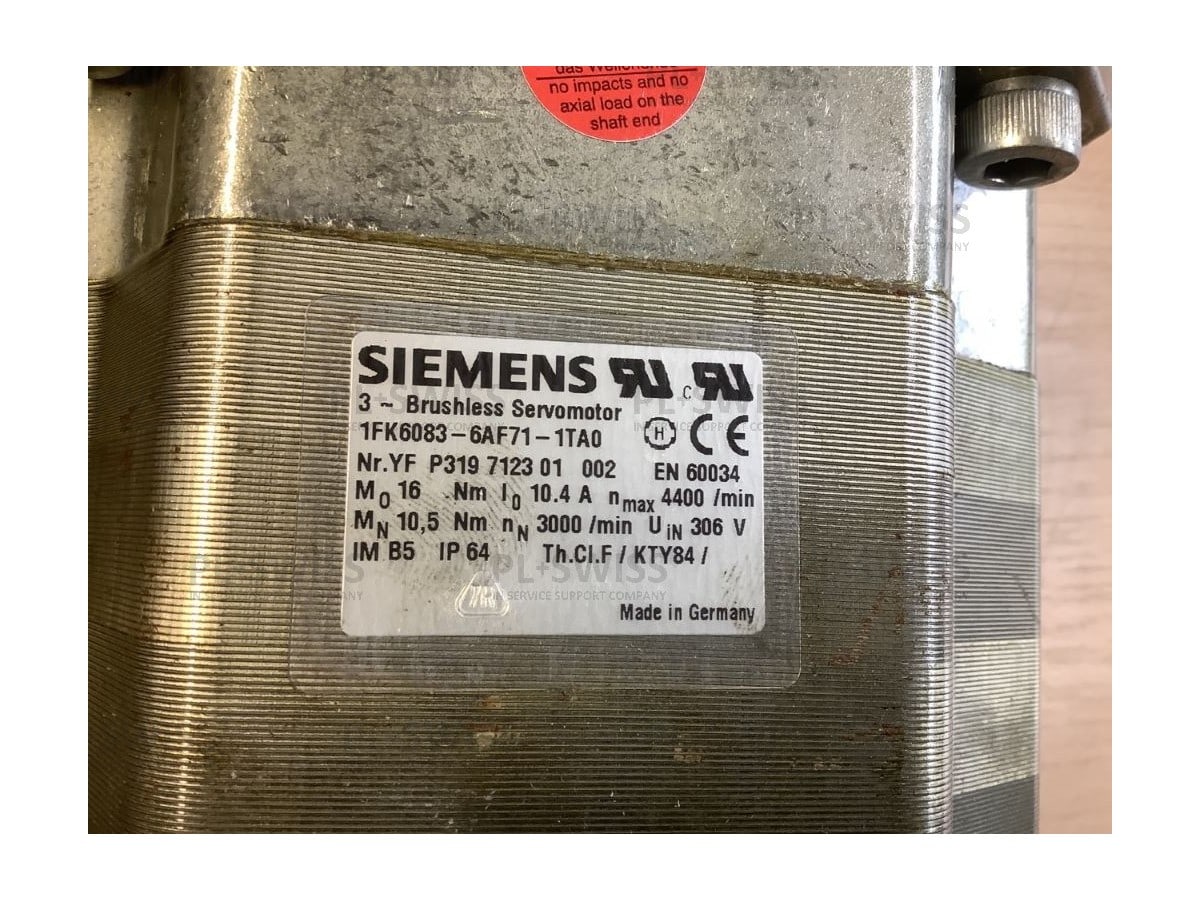 das Wellenende
no impacts and no
axial load on the
shaft end
PL+SWISS
SIEMENS
3 ~ Brushless Servomotor
1FK6083-6AF71-1TA0
Nr.YF P319 7123 01 002 EN 60034
M0 16 Nm I0 10.4 A nmax 4400 /min
MN 10,5 Nm nN 3000 /min UiN 306 V
IM B5 IP 64 Th.Cl.F / KTY84 /
PL+SWISS
IN SERVICE SUPPORT COMPANY
Made in Germany